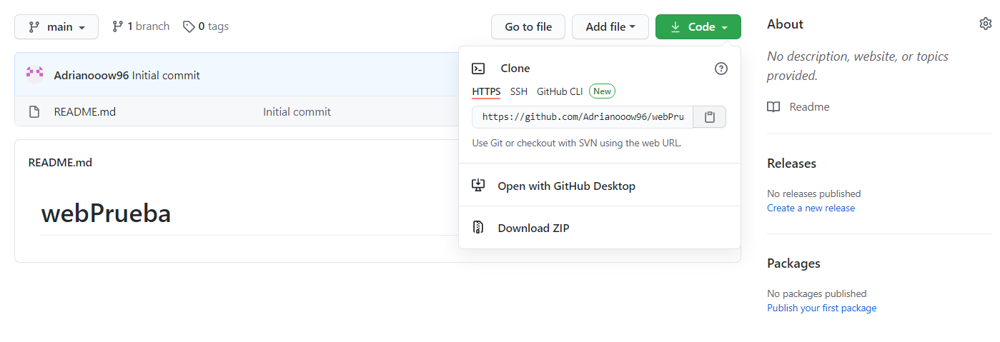 main
1 branch
0 tags
Go to file
Add file
Code
Adrianooow96 Initial commit
README.md
Initial commit
README.md
webPrueba
Clone
HTTPS
SSH
GitHub CLI
New
https://github.com/Adrianooow96/webPru
Use Git or checkout with SVN using the web URL.
Open with GitHub Desktop
Download ZIP
About
No description, website, or topics
provided.
Readme
Releases
No releases published
Create a new release
Packages
No packages published
Publish your first package